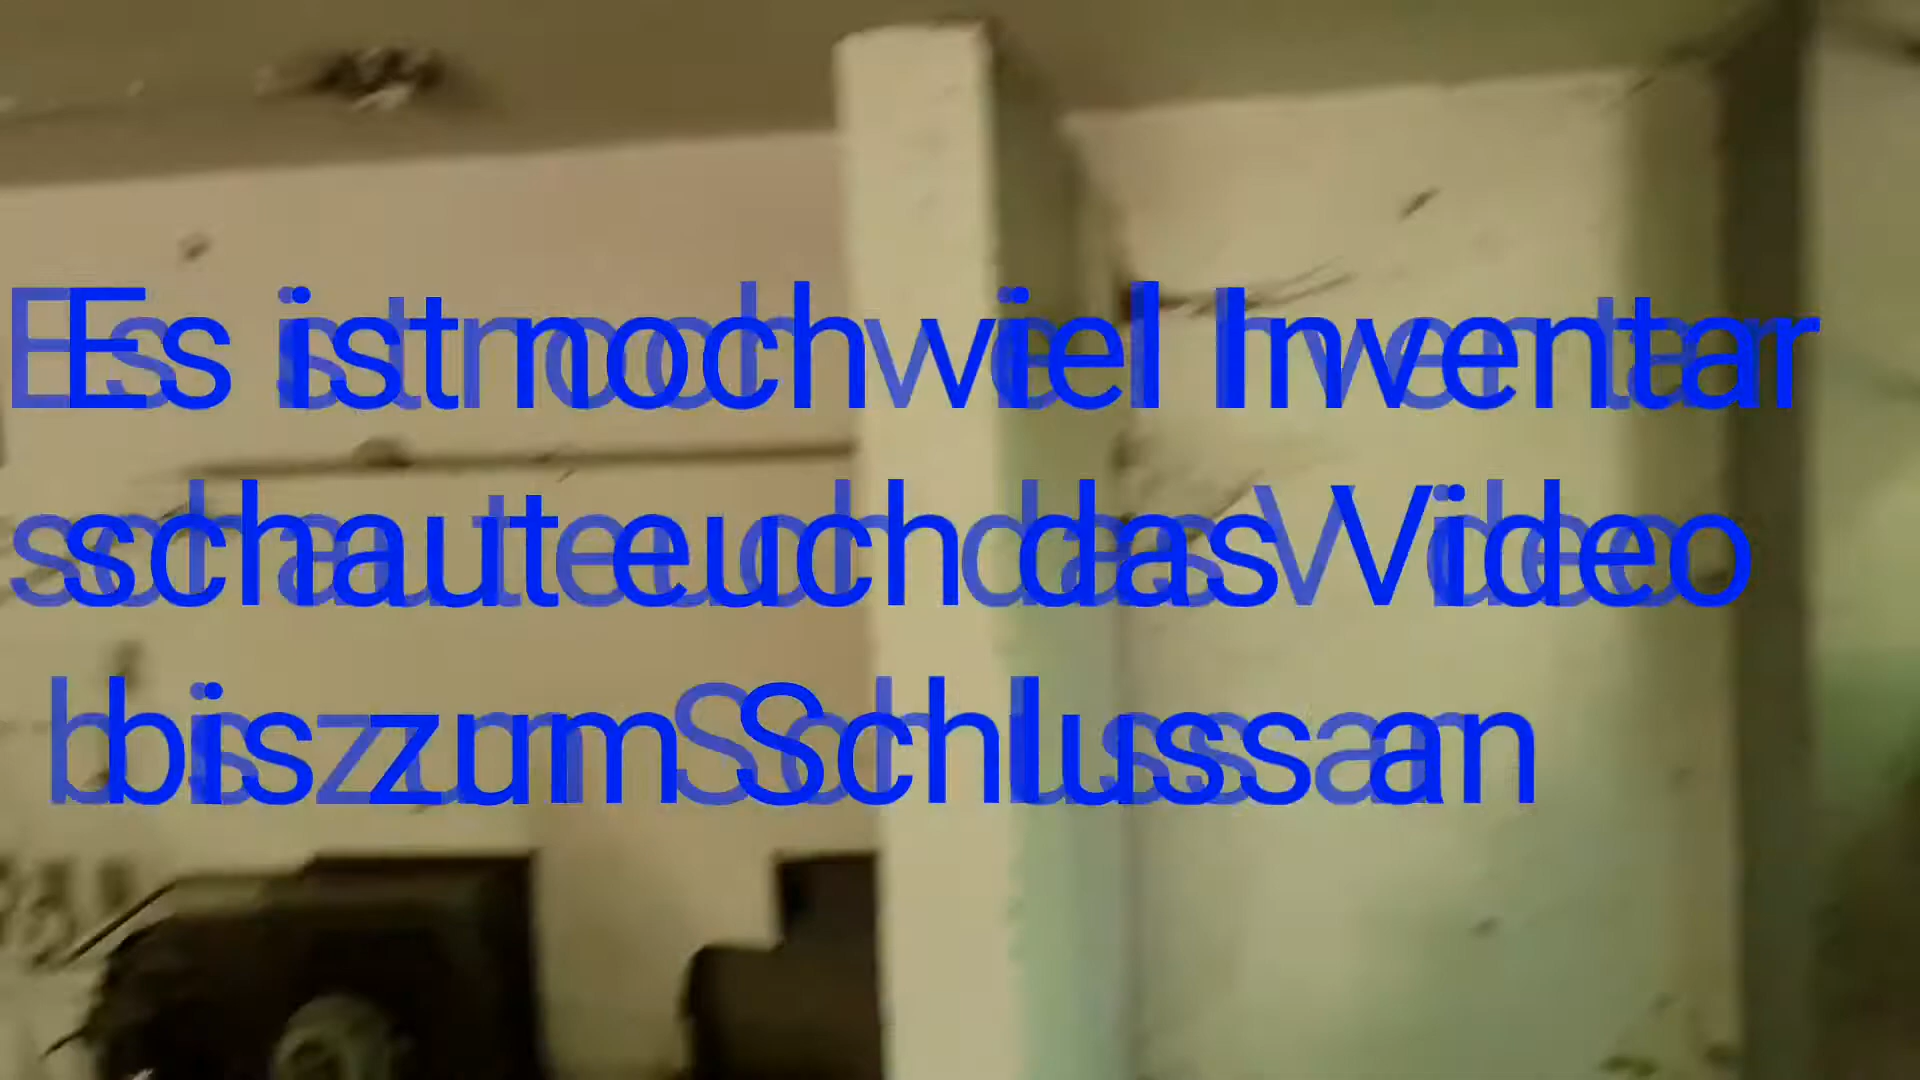 Es ist noch viel Inventar
schaut euch das Video
bis zum Schluss an